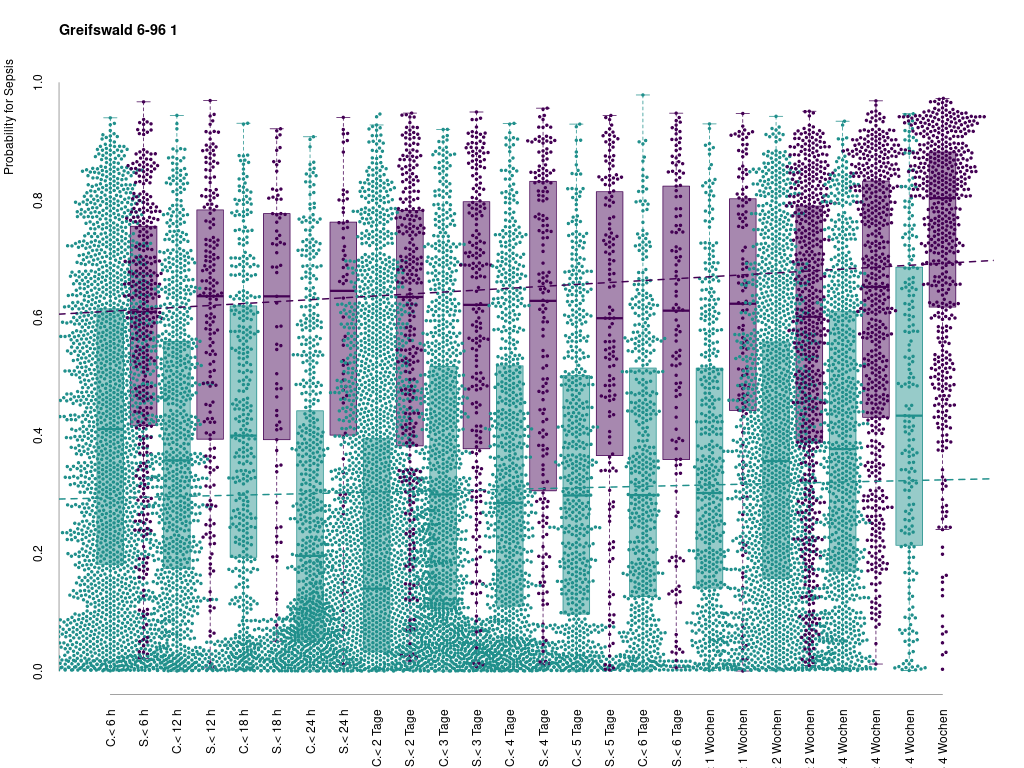 Greifswald 6-96 1
Probability for Sepsis
1.0
0.8
0.6
0.4
0.2
0.0
C.< 6 h
S.< 6 h
C.< 12 h
S.< 12 h
C.< 18 h
S.< 18 h
C.< 24 h
S.< 24 h
C.< 2 Tage
S.< 2 Tage
C.< 3 Tage
S.< 3 Tage
C.< 4 Tage
S.< 4 Tage
C.< 5 Tage
S.< 5 Tage
C.< 6 Tage
S.< 6 Tage
1 Wochen
1 Wochen
2 Wochen
2 Wochen
4 Wochen
4 Wochen
4 Wochen
4 Wochen